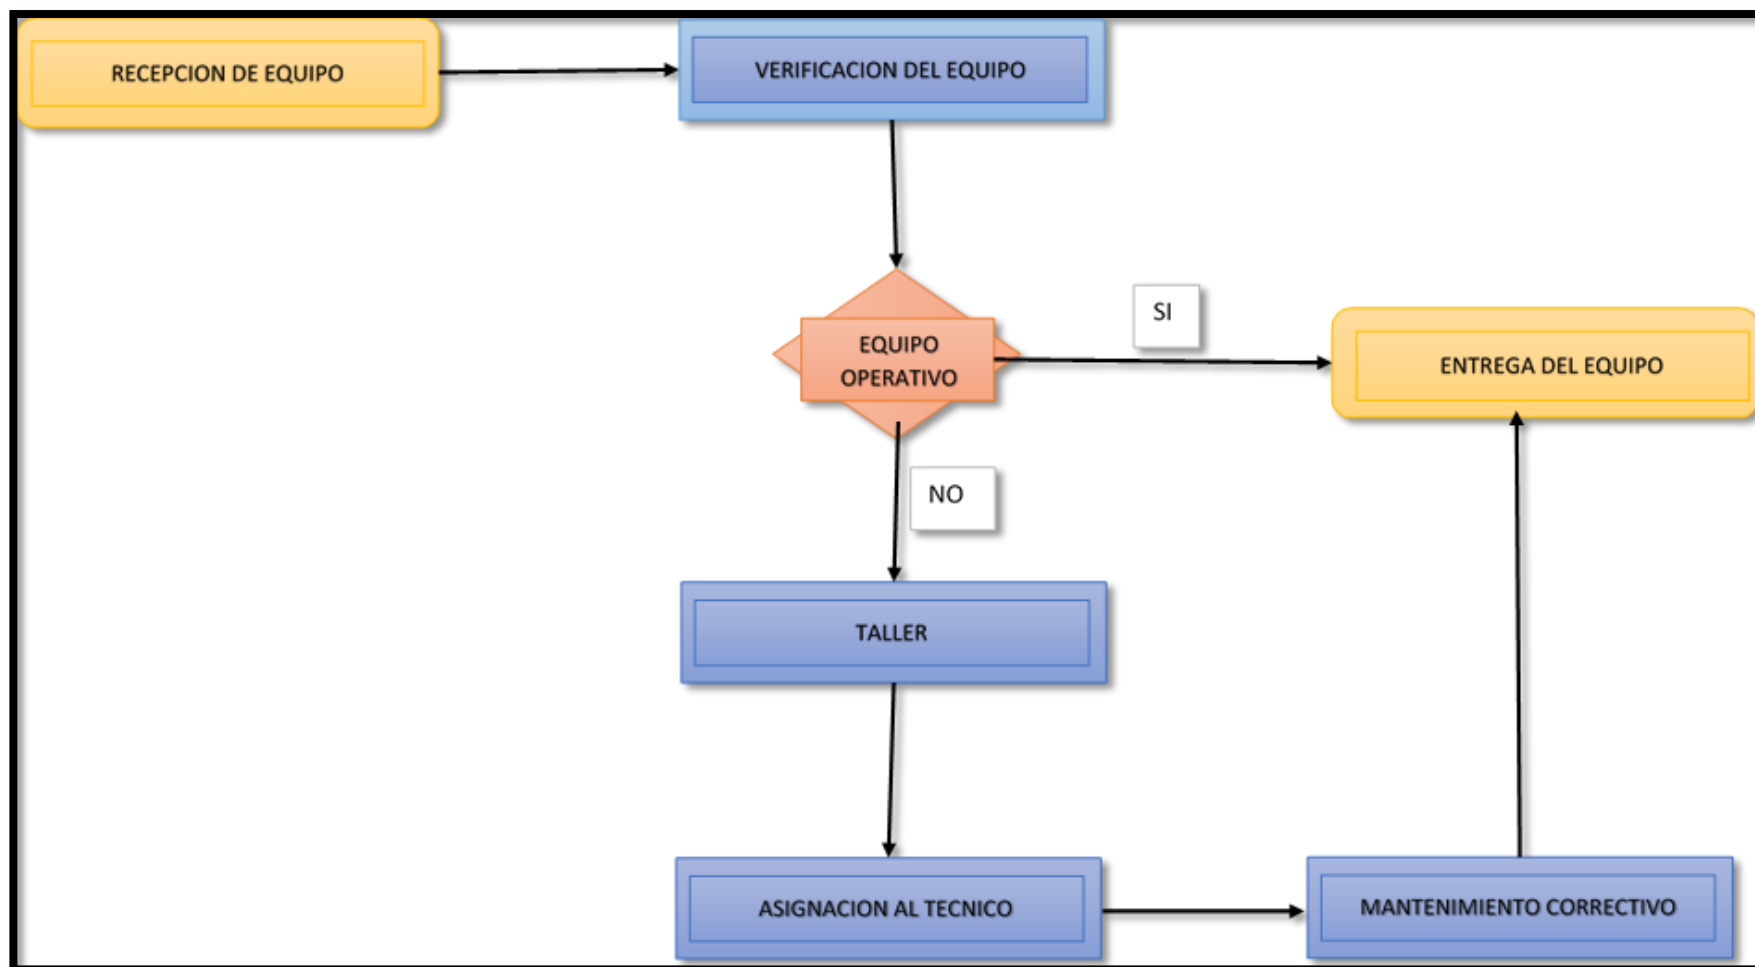 RECEPCION DE EQUIPO
VERIFICACION DEL EQUIPO
EQUIPO
OPERATIVO
SI
ENTREGA DEL EQUIPO
NO
TALLER
ASIGNACION AL TECNICO
MANTENIMIENTO CORRECTIVO